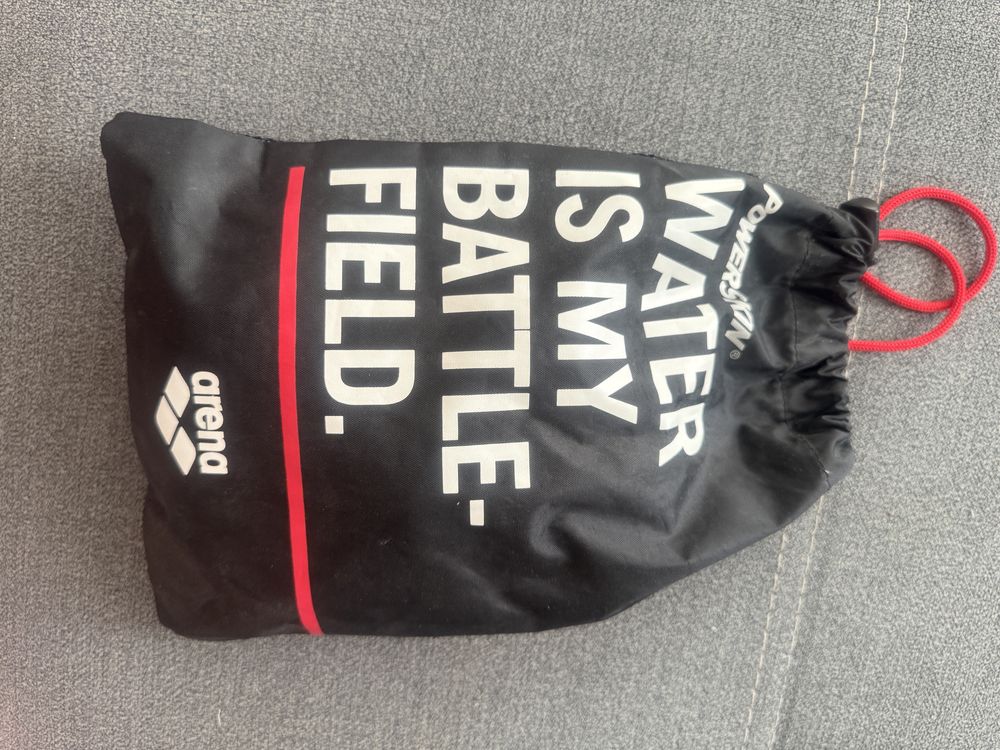 POWERSKIN®
WATER
IS MY
BATTLE-
FIELD.
arena